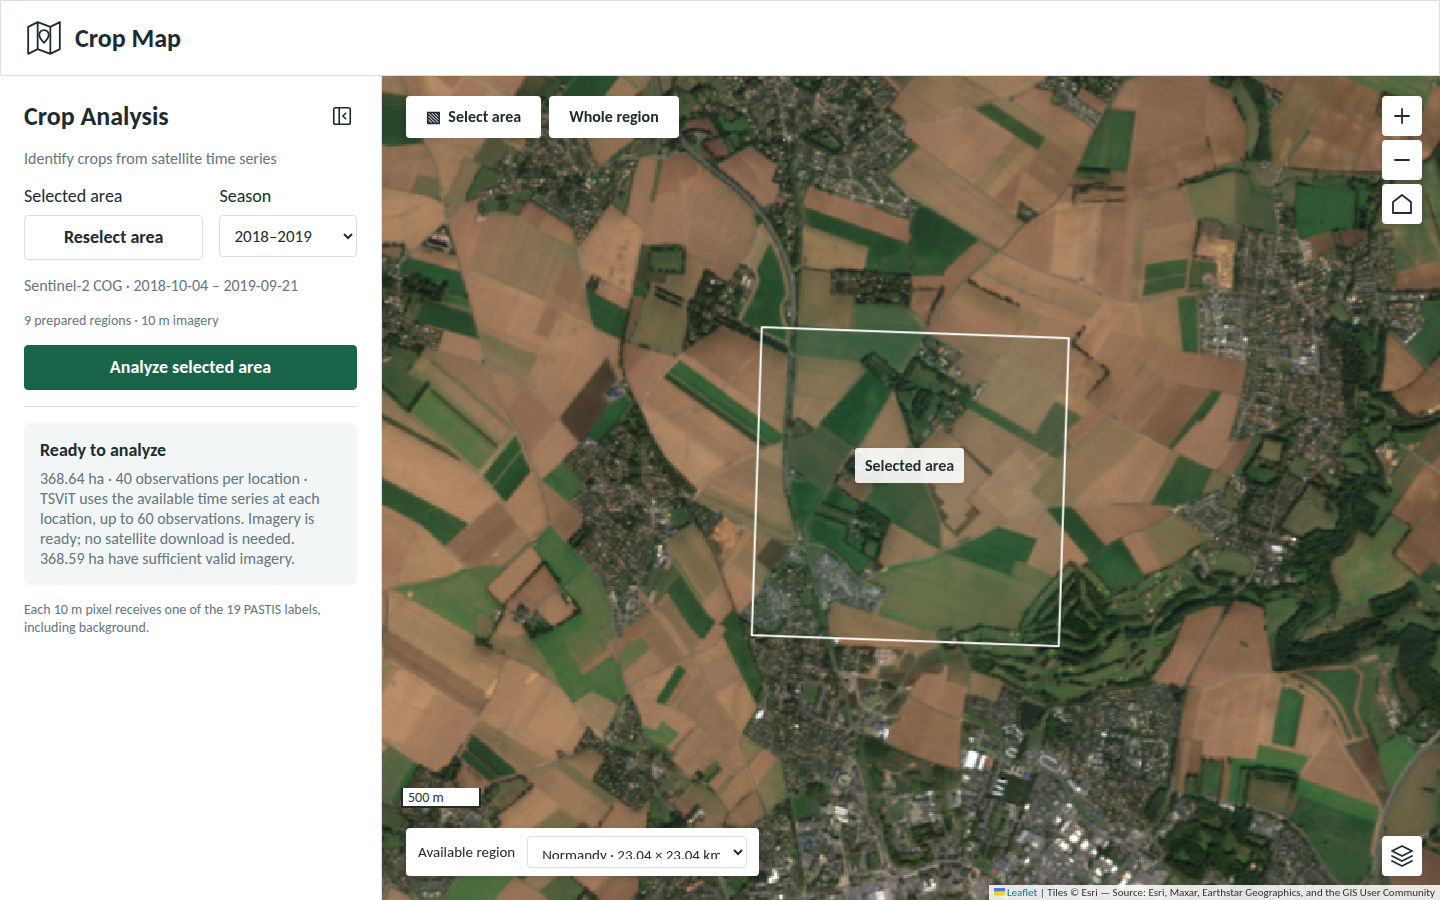 Crop Map
Crop Analysis
Identify crops from satellite time series
Selected area
Season
Reselect area
2018–2019
Sentinel-2 COG · 2018-10-04 – 2019-09-21
9 prepared regions · 10 m imagery
Analyze selected area
Ready to analyze
368.64 ha · 40 observations per location ·
TSViT uses the available time series at each
location, up to 60 observations. Imagery is
ready; no satellite download is needed.
368.59 ha have sufficient valid imagery.
Each 10 m pixel receives one of the 19 PASTIS labels,
including background.
Select area
Whole region
Selected area
500 m
Available region
Normandy · 23.04 × 23.04 km
Leaflet | Tiles © Esri — Source: Esri, Maxar, Earthstar Geographics, and the GIS User Community